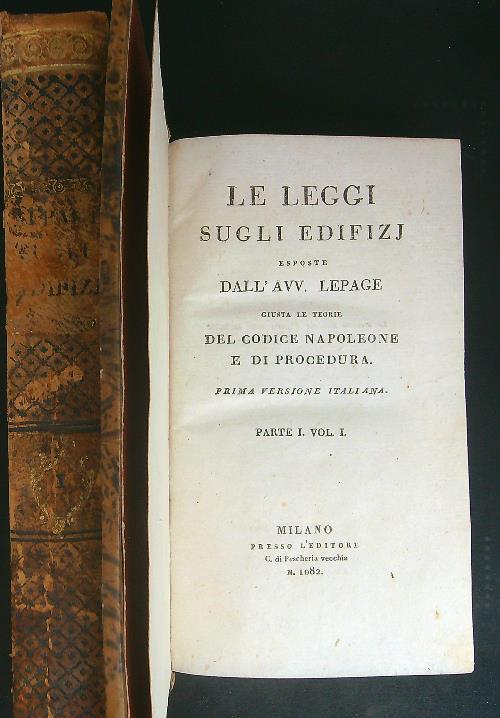 LE LEGGI
SUGLI EDIFIZJ
ESPOSTE
DALL'AVV. LEPAGE
GIUSTA LE TEORIE
DEL CODICE NAPOLEONE
E DI PROCEDURA.
PRIMA VERSIONE ITALIANA.
PARTE I. VOL. I.
MILANO
PRESSO L'EDITORE
C. di Pescheria vecchia
N. 1082.
I